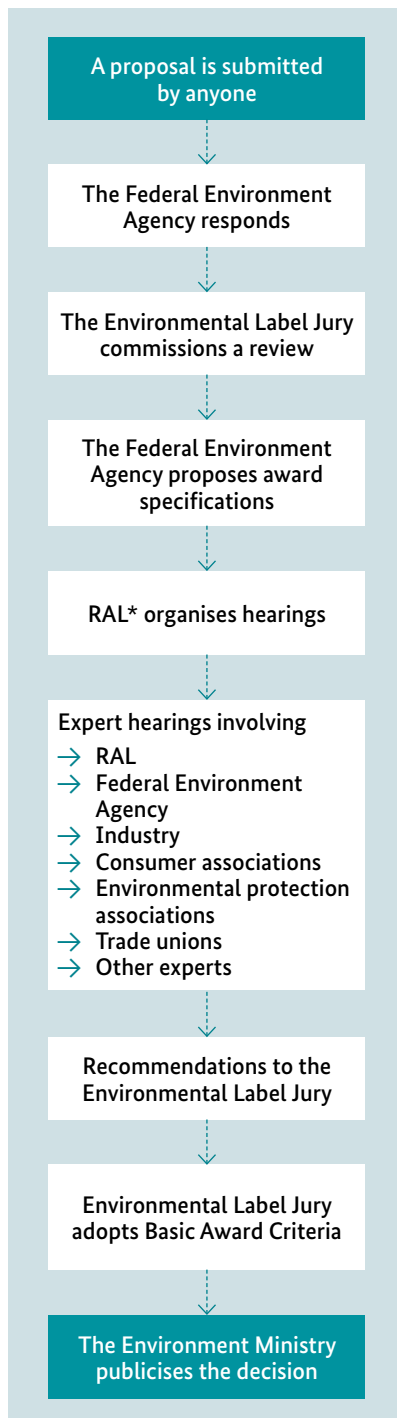 A proposal is submitted
by anyone
The Federal Environment
Agency responds
The Environmental Label Jury
commissions a review
The Federal Environment
Agency proposes award
specifications
RAL* organises hearings
Expert hearings involving
→ RAL
→ Federal Environment
Agency
→ Industry
→ Consumer associations
→ Environmental protection
associations
→ Trade unions
→ Other experts
Recommendations to the
Environmental Label Jury
Environmental Label Jury
adopts Basic Award Criteria
The Environment Ministry
publicises the decision